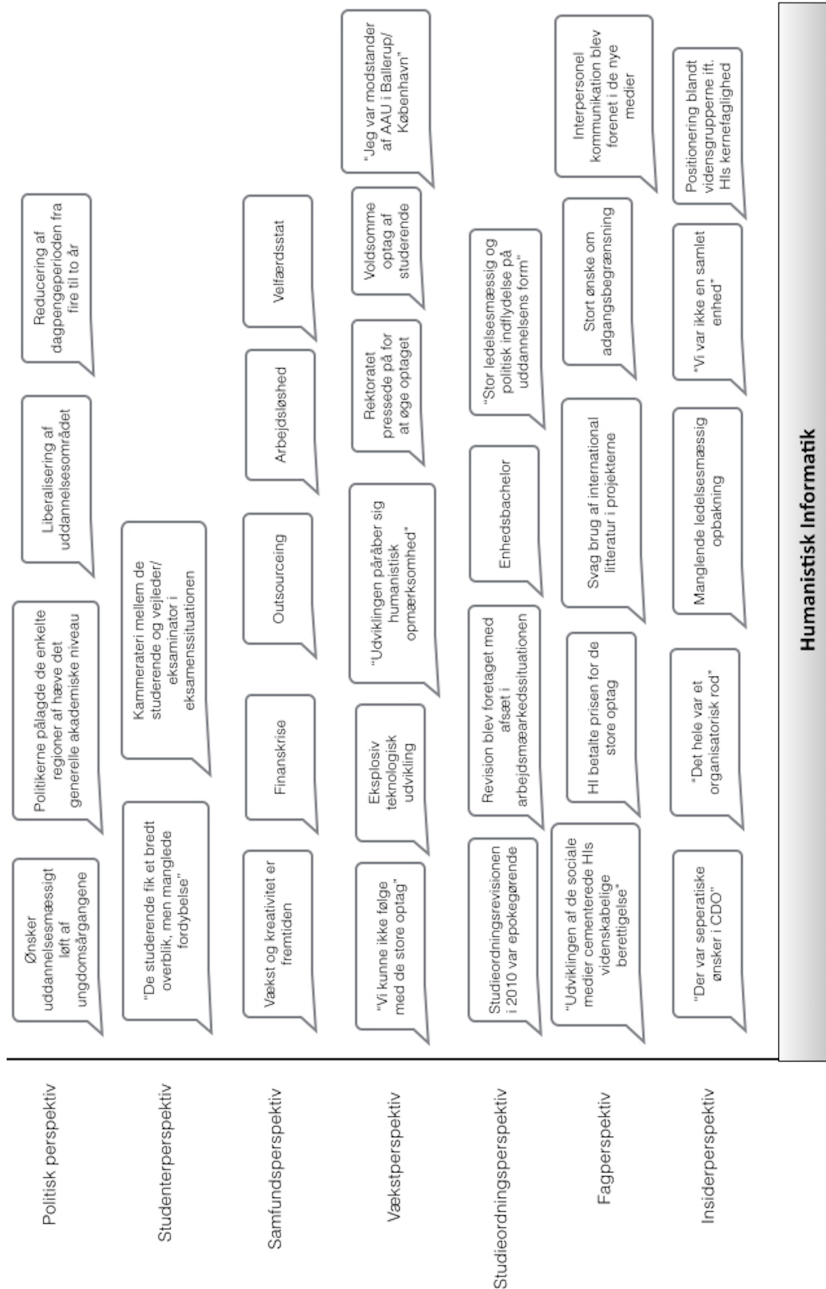 Politisk perspektiv
Ønsker
uddannelsesmæssigt
løft af
ungdomsårgangene
Politikerne pålagde de enkelte
regioner af hæve det
generelle akademiske niveau
Liberalisering af
uddannelsesområdet
Reducering af
dagpengeperioden fra
fire til to år
Studenterperspektiv
"De studerende fik et bredt
overblik, men manglede
fordybelse"
Kammerateri mellem de
studerende og vejleder/
eksaminator i
eksamenssituationen
Samfundsperspektiv
Vækst og kreativitet er
fremtiden
Finanskrise
Outsourceing
Arbejdsløshed
Velfærdsstat
Vækstperspektiv
"Vi kunne ikke følge
med de store optag"
Eksplosiv
teknologisk
udvikling
"Udviklingen påråber sig
humanistisk
opmærksomhed"
Rektoratet
pressede på for
at øge optaget
Voldsomme
optag af
studerende
"Jeg var modstander
af AAU i Ballerup/
København"
Studieordningsperspektiv
Studieordningsrevisionen
i 2010 var epokegørende
Revision blev foretaget med
afsæt i
arbejdsmæarkedssituationen
Enhedsbachelor
"Stor ledelsesmæssig og
politisk indflydelse på
uddannelsens form"
Fagperspektiv
"Udviklingen af de sociale
medier cementerede HIs
videnskabelige
berettigelse"
HI betalte prisen for de
store optag
Svag brug af international
litteratur i projekterne
Stort ønske om
adgangsbegrænsning
Interpersonel
kommunikation blev
forenet i de nye
medier
Insiderperspektiv
"Der var seperatiske
ønsker i CDO"
"Det hele var et
organisatorisk rod"
Manglende ledelsesmæssig
opbakning
"Vi var ikke en samlet
enhed"
Positionering blandt
vidensgrupperne ift.
HIs kernefaglighed
Humanistisk Informatik